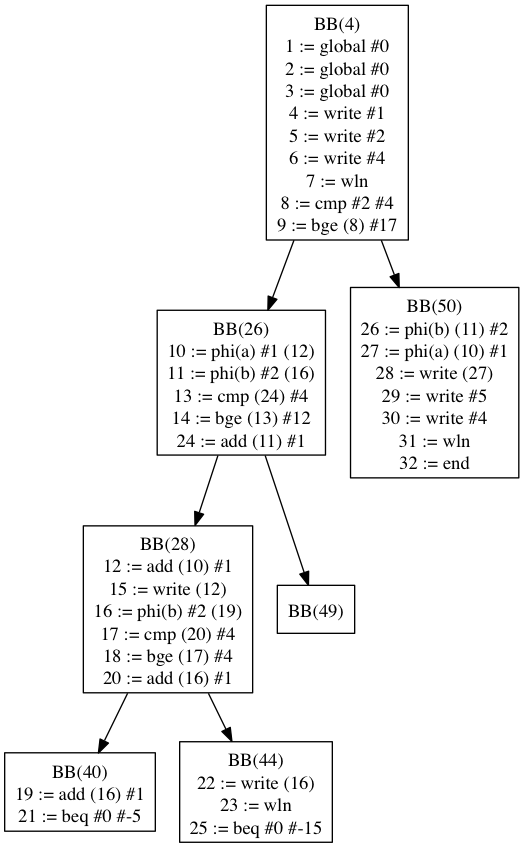 BB(4)
1 := global #0
2 := global #0
3 := global #0
4 := write #1
5 := write #2
6 := write #4
7 := wln
8 := cmp #2 #4
9 := bge (8) #17
BB(26)
10 := phi(a) #1 (12)
11 := phi(b) #2 (16)
13 := cmp (24) #4
14 := bge (13) #12
24 := add (11) #1
BB(50)
26 := phi(b) (11) #2
27 := phi(a) (10) #1
28 := write (27)
29 := write #5
30 := write #4
31 := wln
32 := end
BB(28)
12 := add (10) #1
15 := write (12)
16 := phi(b) #2 (19)
17 := cmp (20) #4
18 := bge (17) #4
20 := add (16) #1
BB(49)
BB(40)
19 := add (16) #1
21 := beq #0 #-5
BB(44)
22 := write (16)
23 := wln
25 := beq #0 #-15